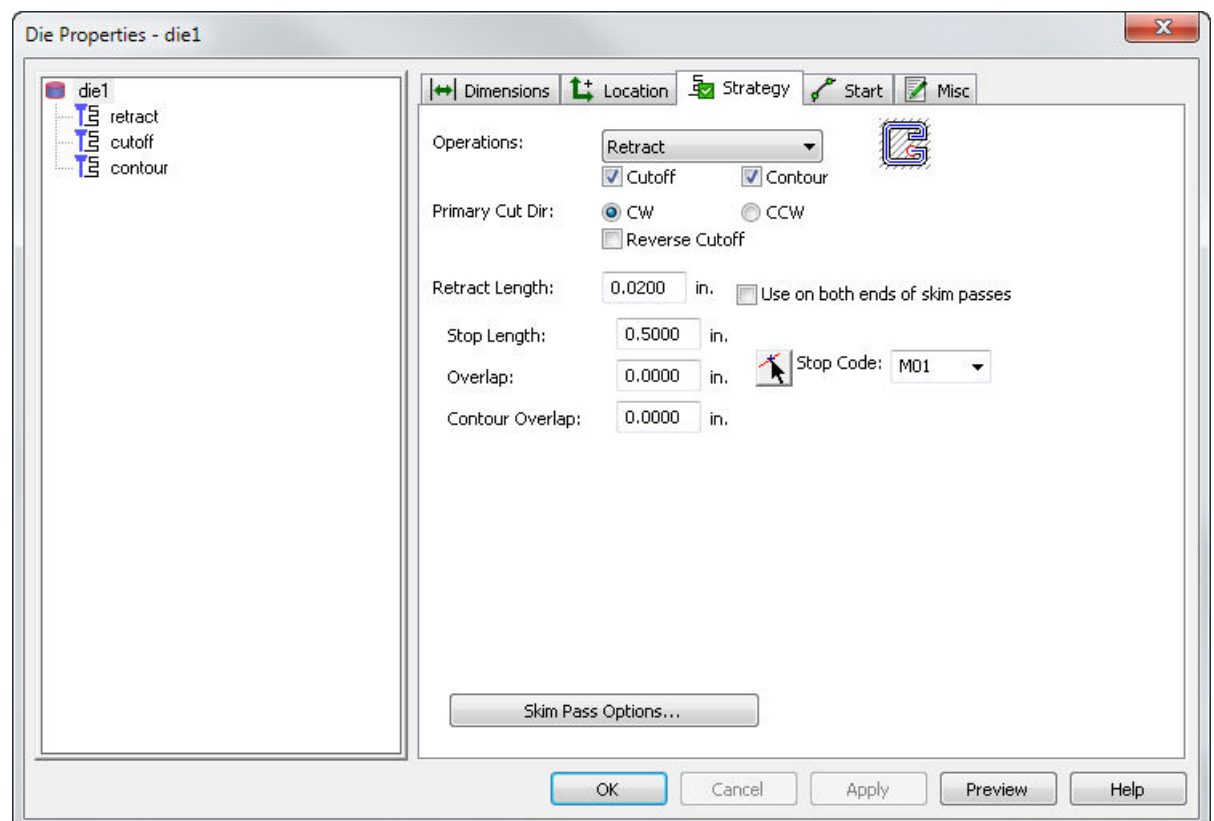 Die Properties - die1
die1
retract
cutoff
contour
Dimensions Location Strategy Start Misc
Operations: Retract
Cutoff Contour
Primary Cut Dir: CW CCW
Reverse Cutoff
Retract Length: 0.0200 in. Use on both ends of skim passes
Stop Length: 0.5000 in.
Stop Code: M01
Overlap: 0.0000 in.
Contour Overlap: 0.0000 in.
Skim Pass Options...
OK Cancel Apply Preview Help